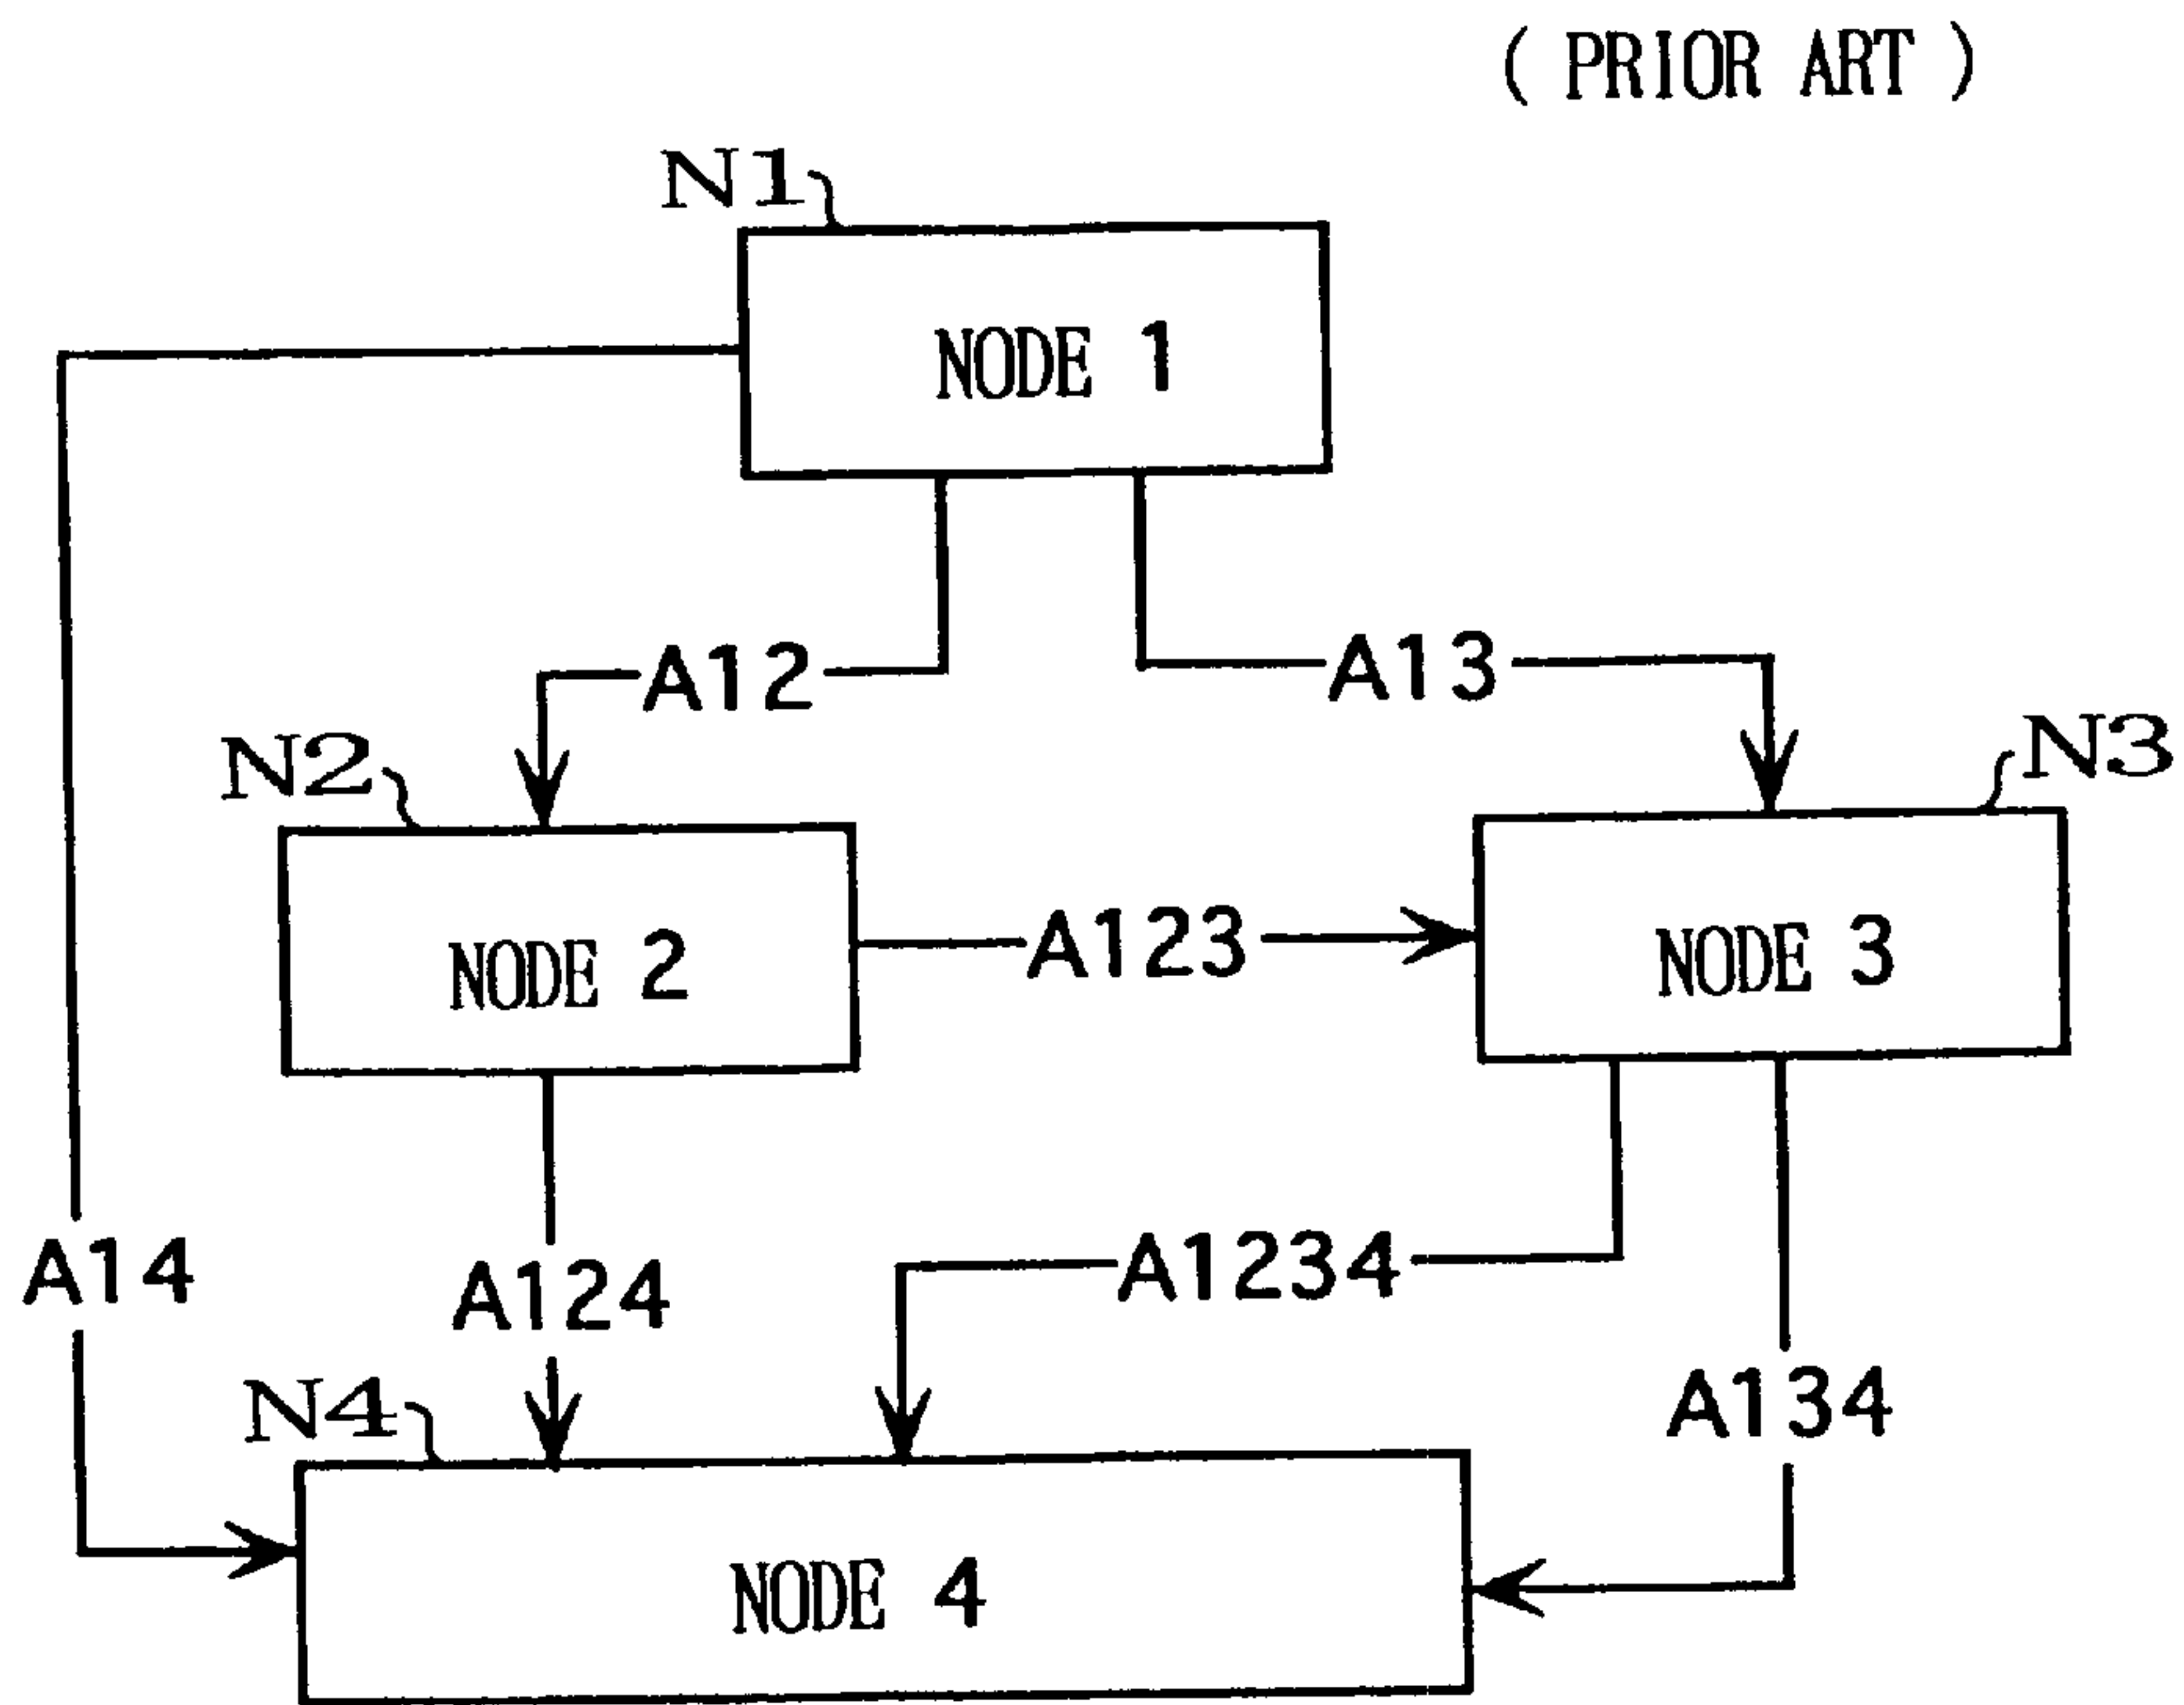 ( PRIOR ART )
N1
NODE 1
A12
A13
N2
N3
NODE 2
A123
NODE 3
A14
A124
A1234
A134
N4
NODE 4